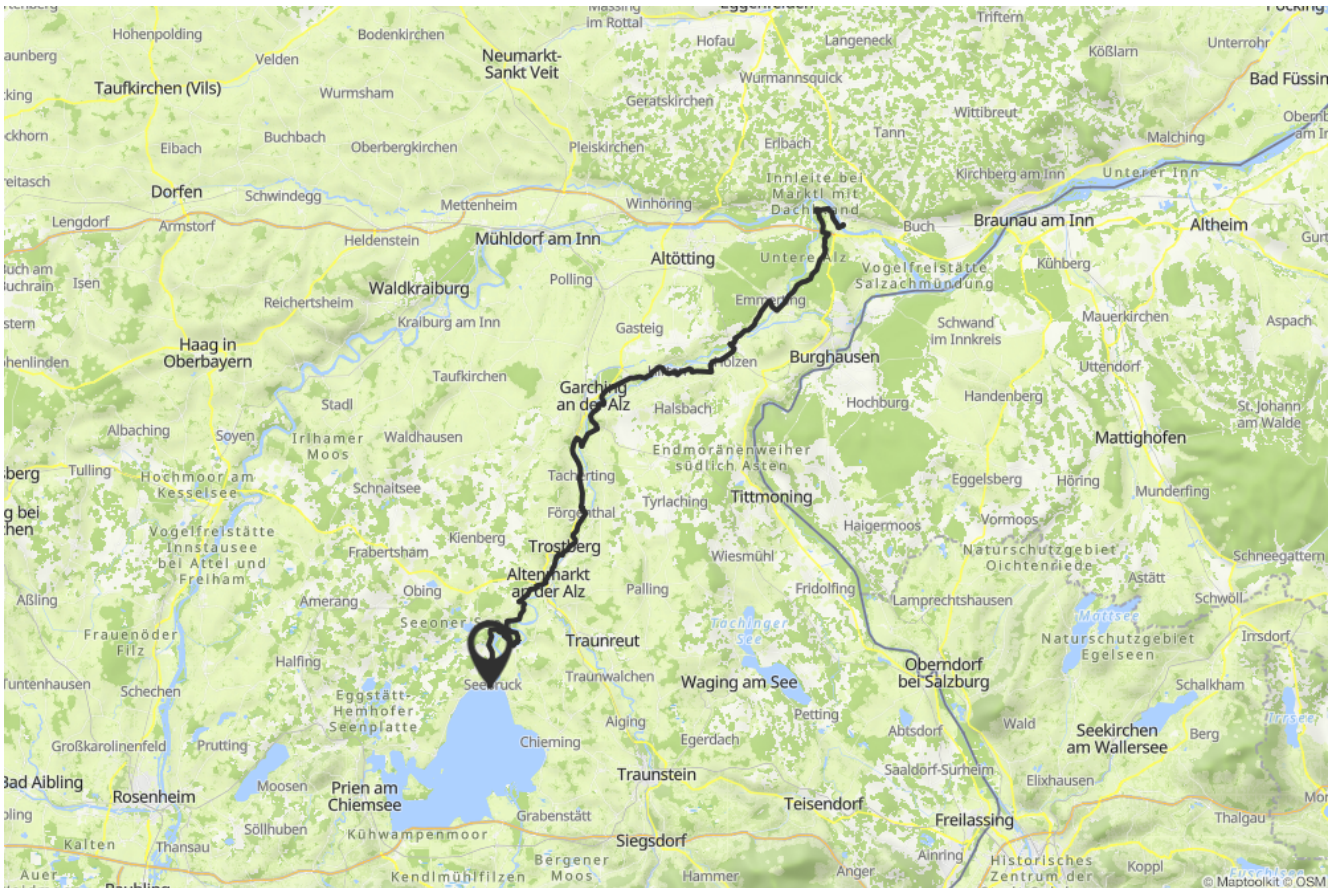 Massing
im Rottal
Eggenfelden
Triftern
Hohenpolding
Bodenkirchen
Hofau
Langeneck
Kößlarn
Unterrohr
Velden
Neumarkt-
Sankt Veit
Wurmannsquick
Bad Füssin
Taufkirchen (Vils)
Wurmsham
Geratskirchen
Wittibreut
Buchbach
Eibach
Oberbergkirchen
Pleiskirchen
Erlbach
Tann
Malching
Kirchberg am Inn
Unterer Inn
Innleite bei
Marktl mit
Dorfen
Schwindegg
Mettenheim
Winhöring
Lengdorf
Armstorf
Heldenstein
Mühldorf am Inn
Buch
Braunau am Inn
Altheim
Altötting
Untere Alz
Vogelfreistätte
Salzachmündung
Kühberg
Isen
Polling
Waldkraiburg
Reichertsheim
Kraiburg am Inn
Emmerting
Gasteig
Schwand
im Innkreis
Mauerkirchen
Aspach
Haag in
Oberbayern
Burghausen
Uttendorf
Taufkirchen
Garching
an der Alz
Halsbach
Hochburg
Handenberg
Stadl
St. Johann
am Walde
Albaching
Soyen
Irlhamer
Moos
Waldhausen
Mattighofen
Endmoränenweiher
südlich Asten
Tulling
Hochmoor am
Kesselsee
Schnaitsee
Tacherting
Tyrlaching
Tittmoning
Eggelsberg
Höring
Munderfing
Förgenthal
Haigermoos
Vormoos
Vogelfreistätte
Innstausee
bei Attel und
Freiham
Kienberg
Frabertsham
Trostberg
Wiesmühl
Naturschutzgebiet
Oichtenriede
Schneegattern
Altenmarkt
an der Alz
Astätt
Aßling
Amerang
Obing
Palling
Fridolfing
Lamprechtshausen
Schwöll
Seeoner
Tachinger
See
Mattsee
Frauenöder
Filz
Traunreut
Naturschutzgebiet
Egelseen
Irrsdorf
Halfing
Oberndorf
bei Salzburg
Tuntenhausen
Schechen
Eggstätt-
Hemhofer
Seenplatte
Seebruck
Traunwalchen
Waging am See
Schalkham
Petting
Irrsee
Aiging
Abtsdorf
Wald
Seekirchen
am Wallersee
Berg
Großkarolinenfeld
Prutting
Chieming
Egerdach
Bad Aibling
Moosen
Prien am
Chiemsee
Traunstein
Saaldorf-Surheim
Elixhausen
Rosenheim
Teisendorf
Söllhuben
Grabenstätt
Freilassing
Thalgau
Kalten
Thansau
Kühwampenmoor
Siegsdorf
Ainring
Auer
Bergener
Moos
Historisches
Zentrum der
Koppl
Kendlmühlfilzen
Hammer
Anger
Fuschlsee
© Maptoolkit © OSM